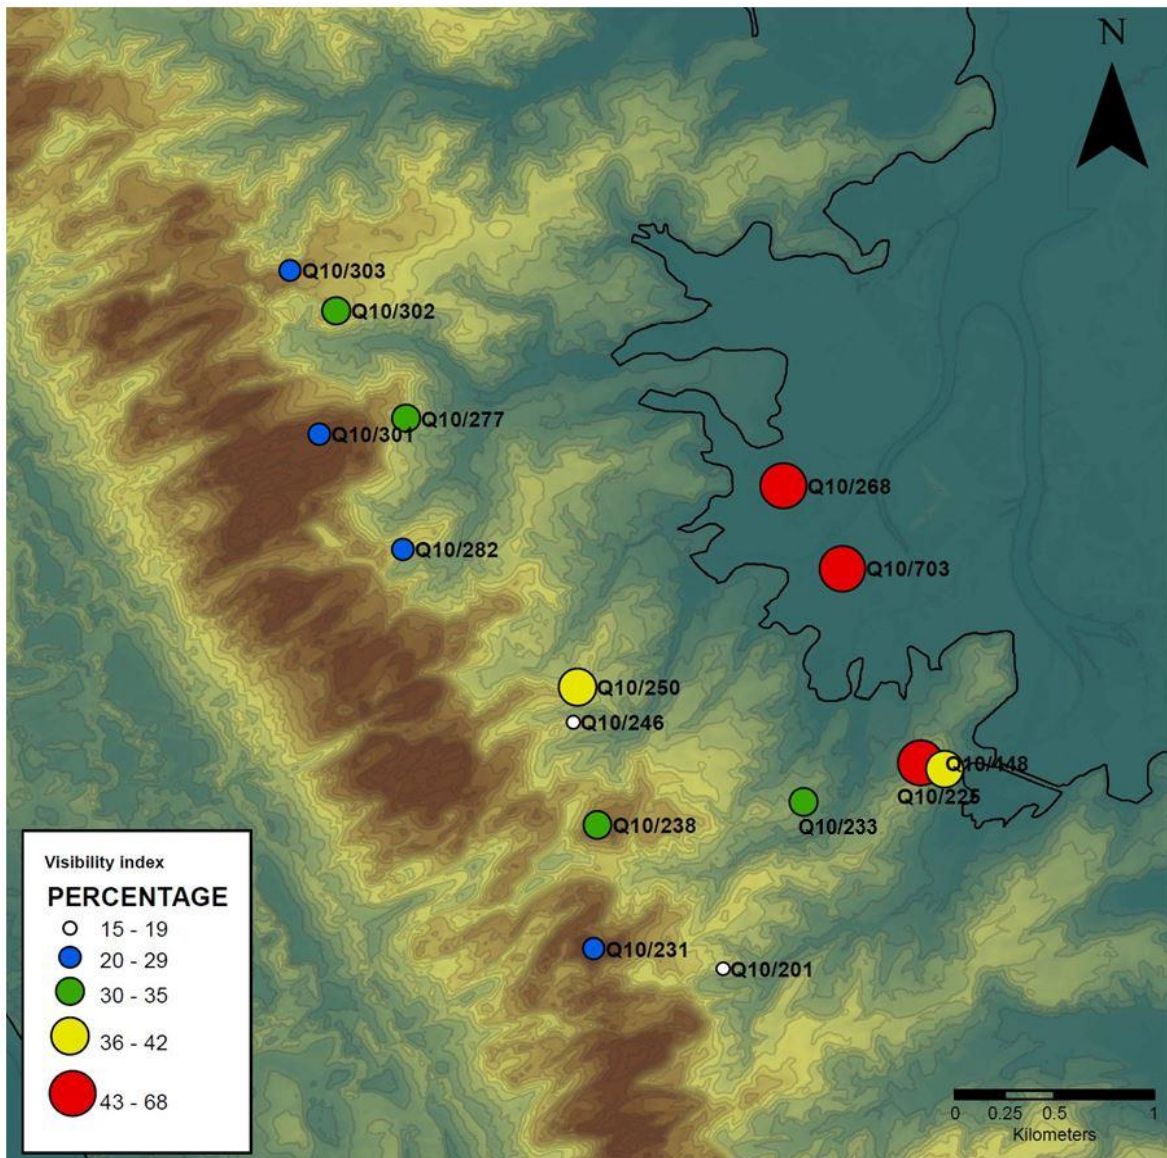 N
Q10/303
Q10/302
Q10/277
Q10/301
Q10/268
Q10/282
Q10/703
Q10/250
Q10/246
Q10/448
Q10/225
Q10/233
Q10/238
Q10/231
Q10/201
Visibility index
PERCENTAGE
15 - 19
20 - 29
30 - 35
36 - 42
43 - 68
0 0.25 0.5 1
Kilometers